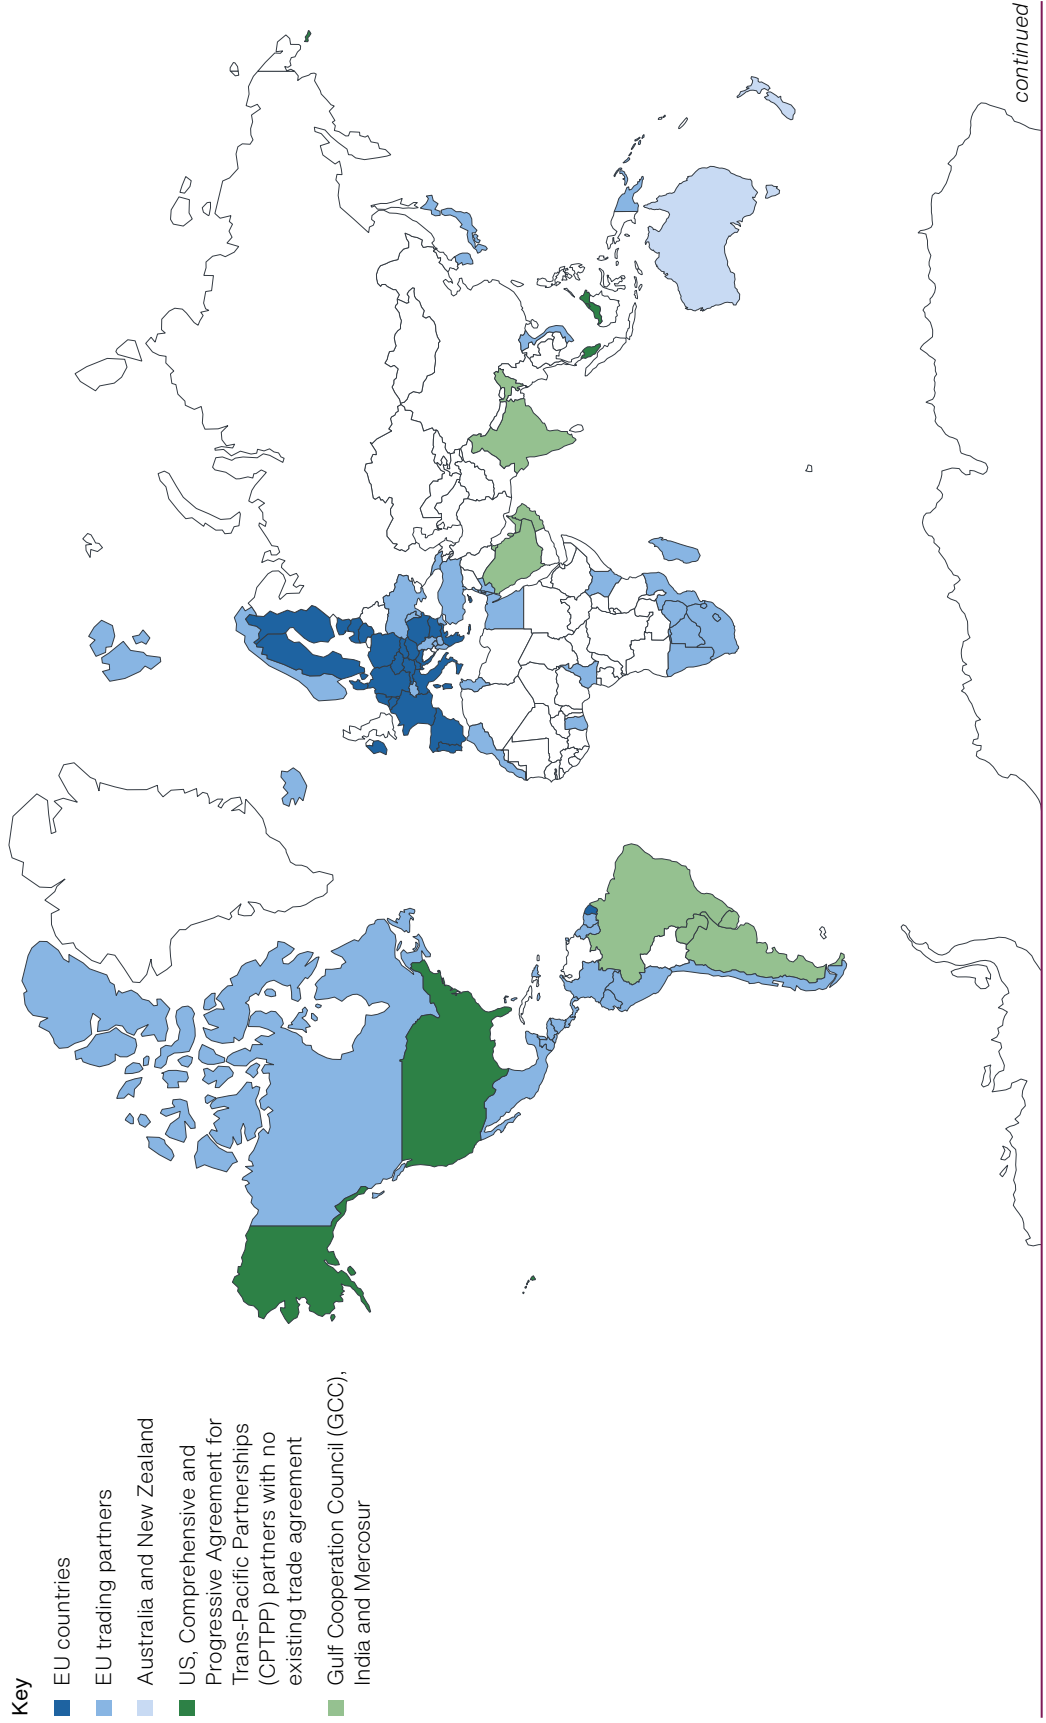 Key
EU countries
EU trading partners
Australia and New Zealand
US, Comprehensive and
Progressive Agreement for
Trans-Pacific Partnerships
(CPTPP) partners with no
existing trade agreement
Gulf Cooperation Council (GCC),
India and Mercosur
continued